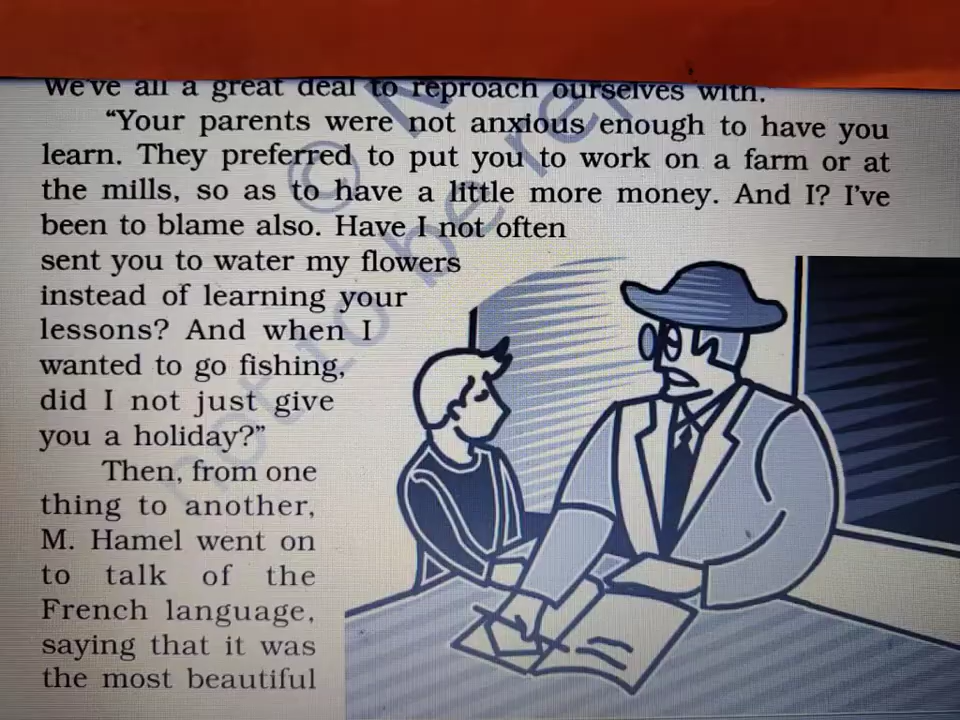 We've all a great deal to reproach ourselves with.
“Your parents were not anxious enough to have you
learn. They preferred to put you to work on a farm or at
the mills, so as to have a little more money. And I? I've
been to blame also. Have I not often
sent you to water my flowers
instead of learning your
lessons? And when I
wanted to go fishing,
did I not just give
you a holiday?”
Then, from one
thing to another,
M. Hamel went on
to talk of the
French language,
saying that it was
the most beautiful
© N
not to be re